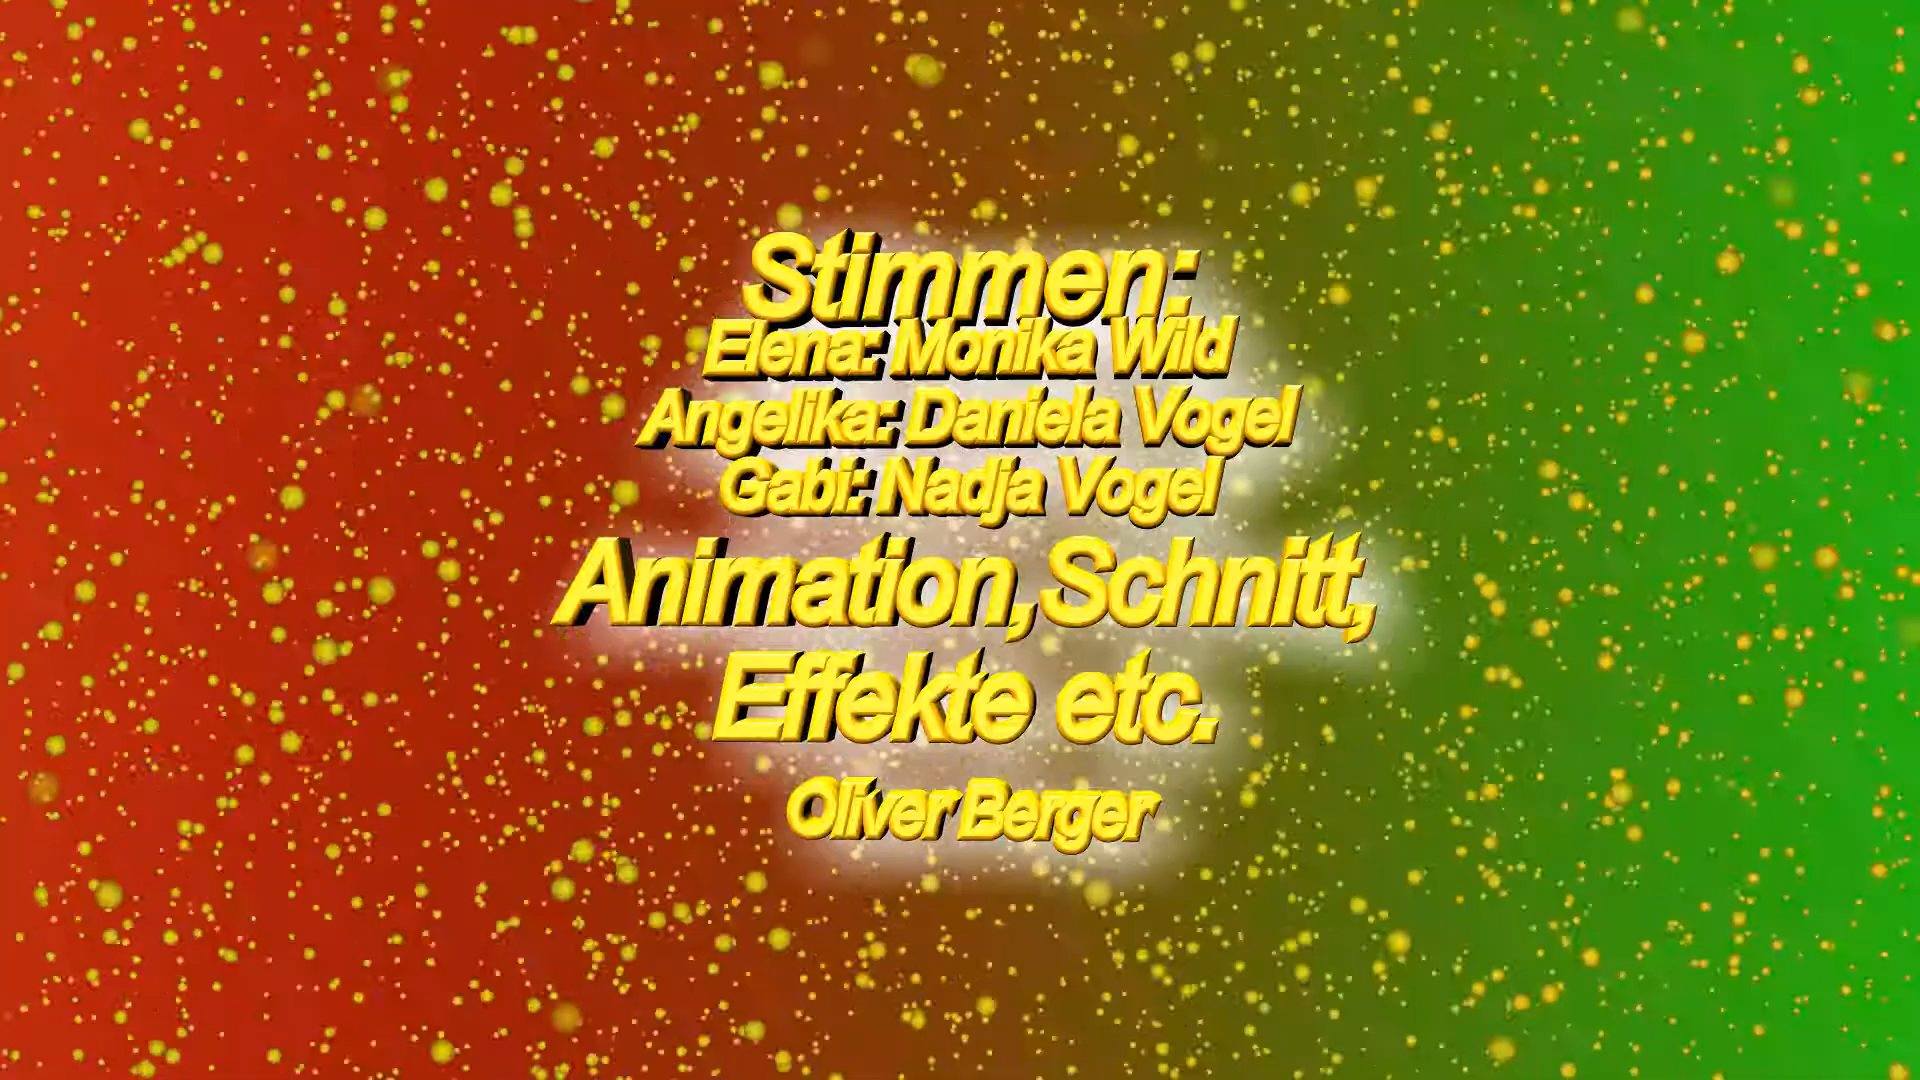 Stimmen:
Elena: Monika Wild
Angelika: Daniela Vogel
Gabi: Nadja Vogel
Animation, Schnitt,
Effekte etc.
Oliver Berger